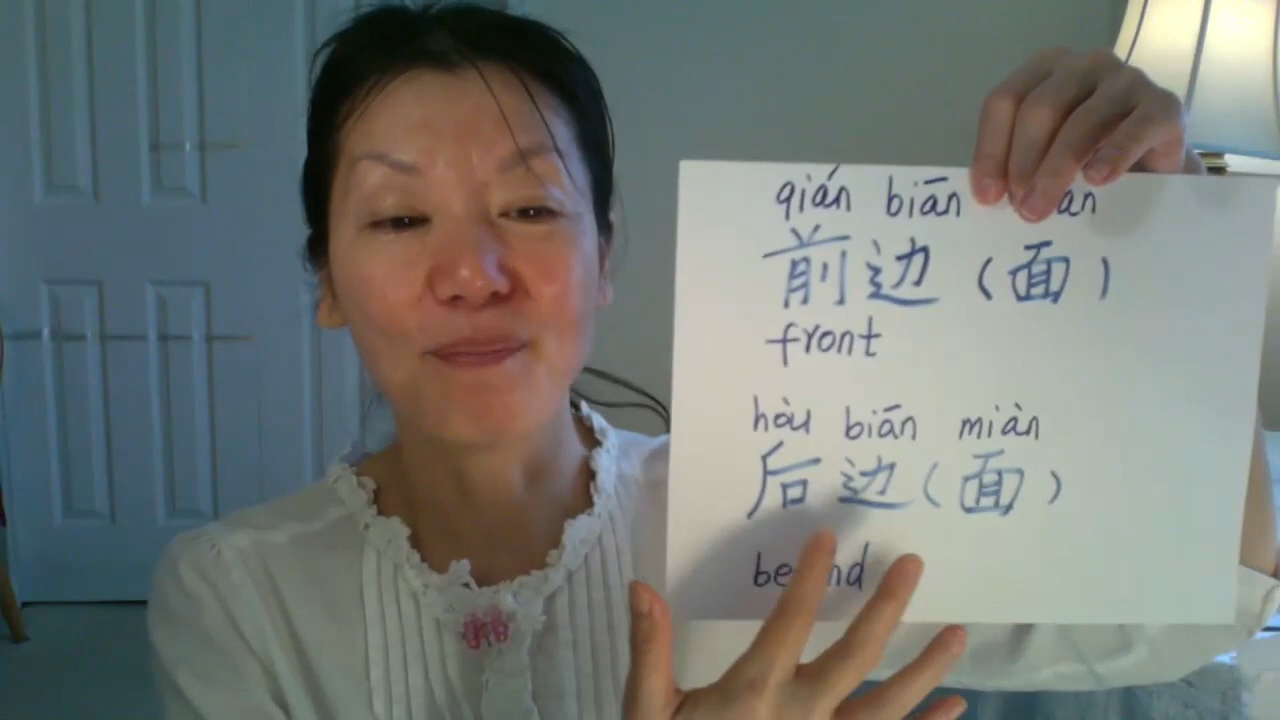 qián biān
前边（面）
front
hòu biān miàn
后边（面）